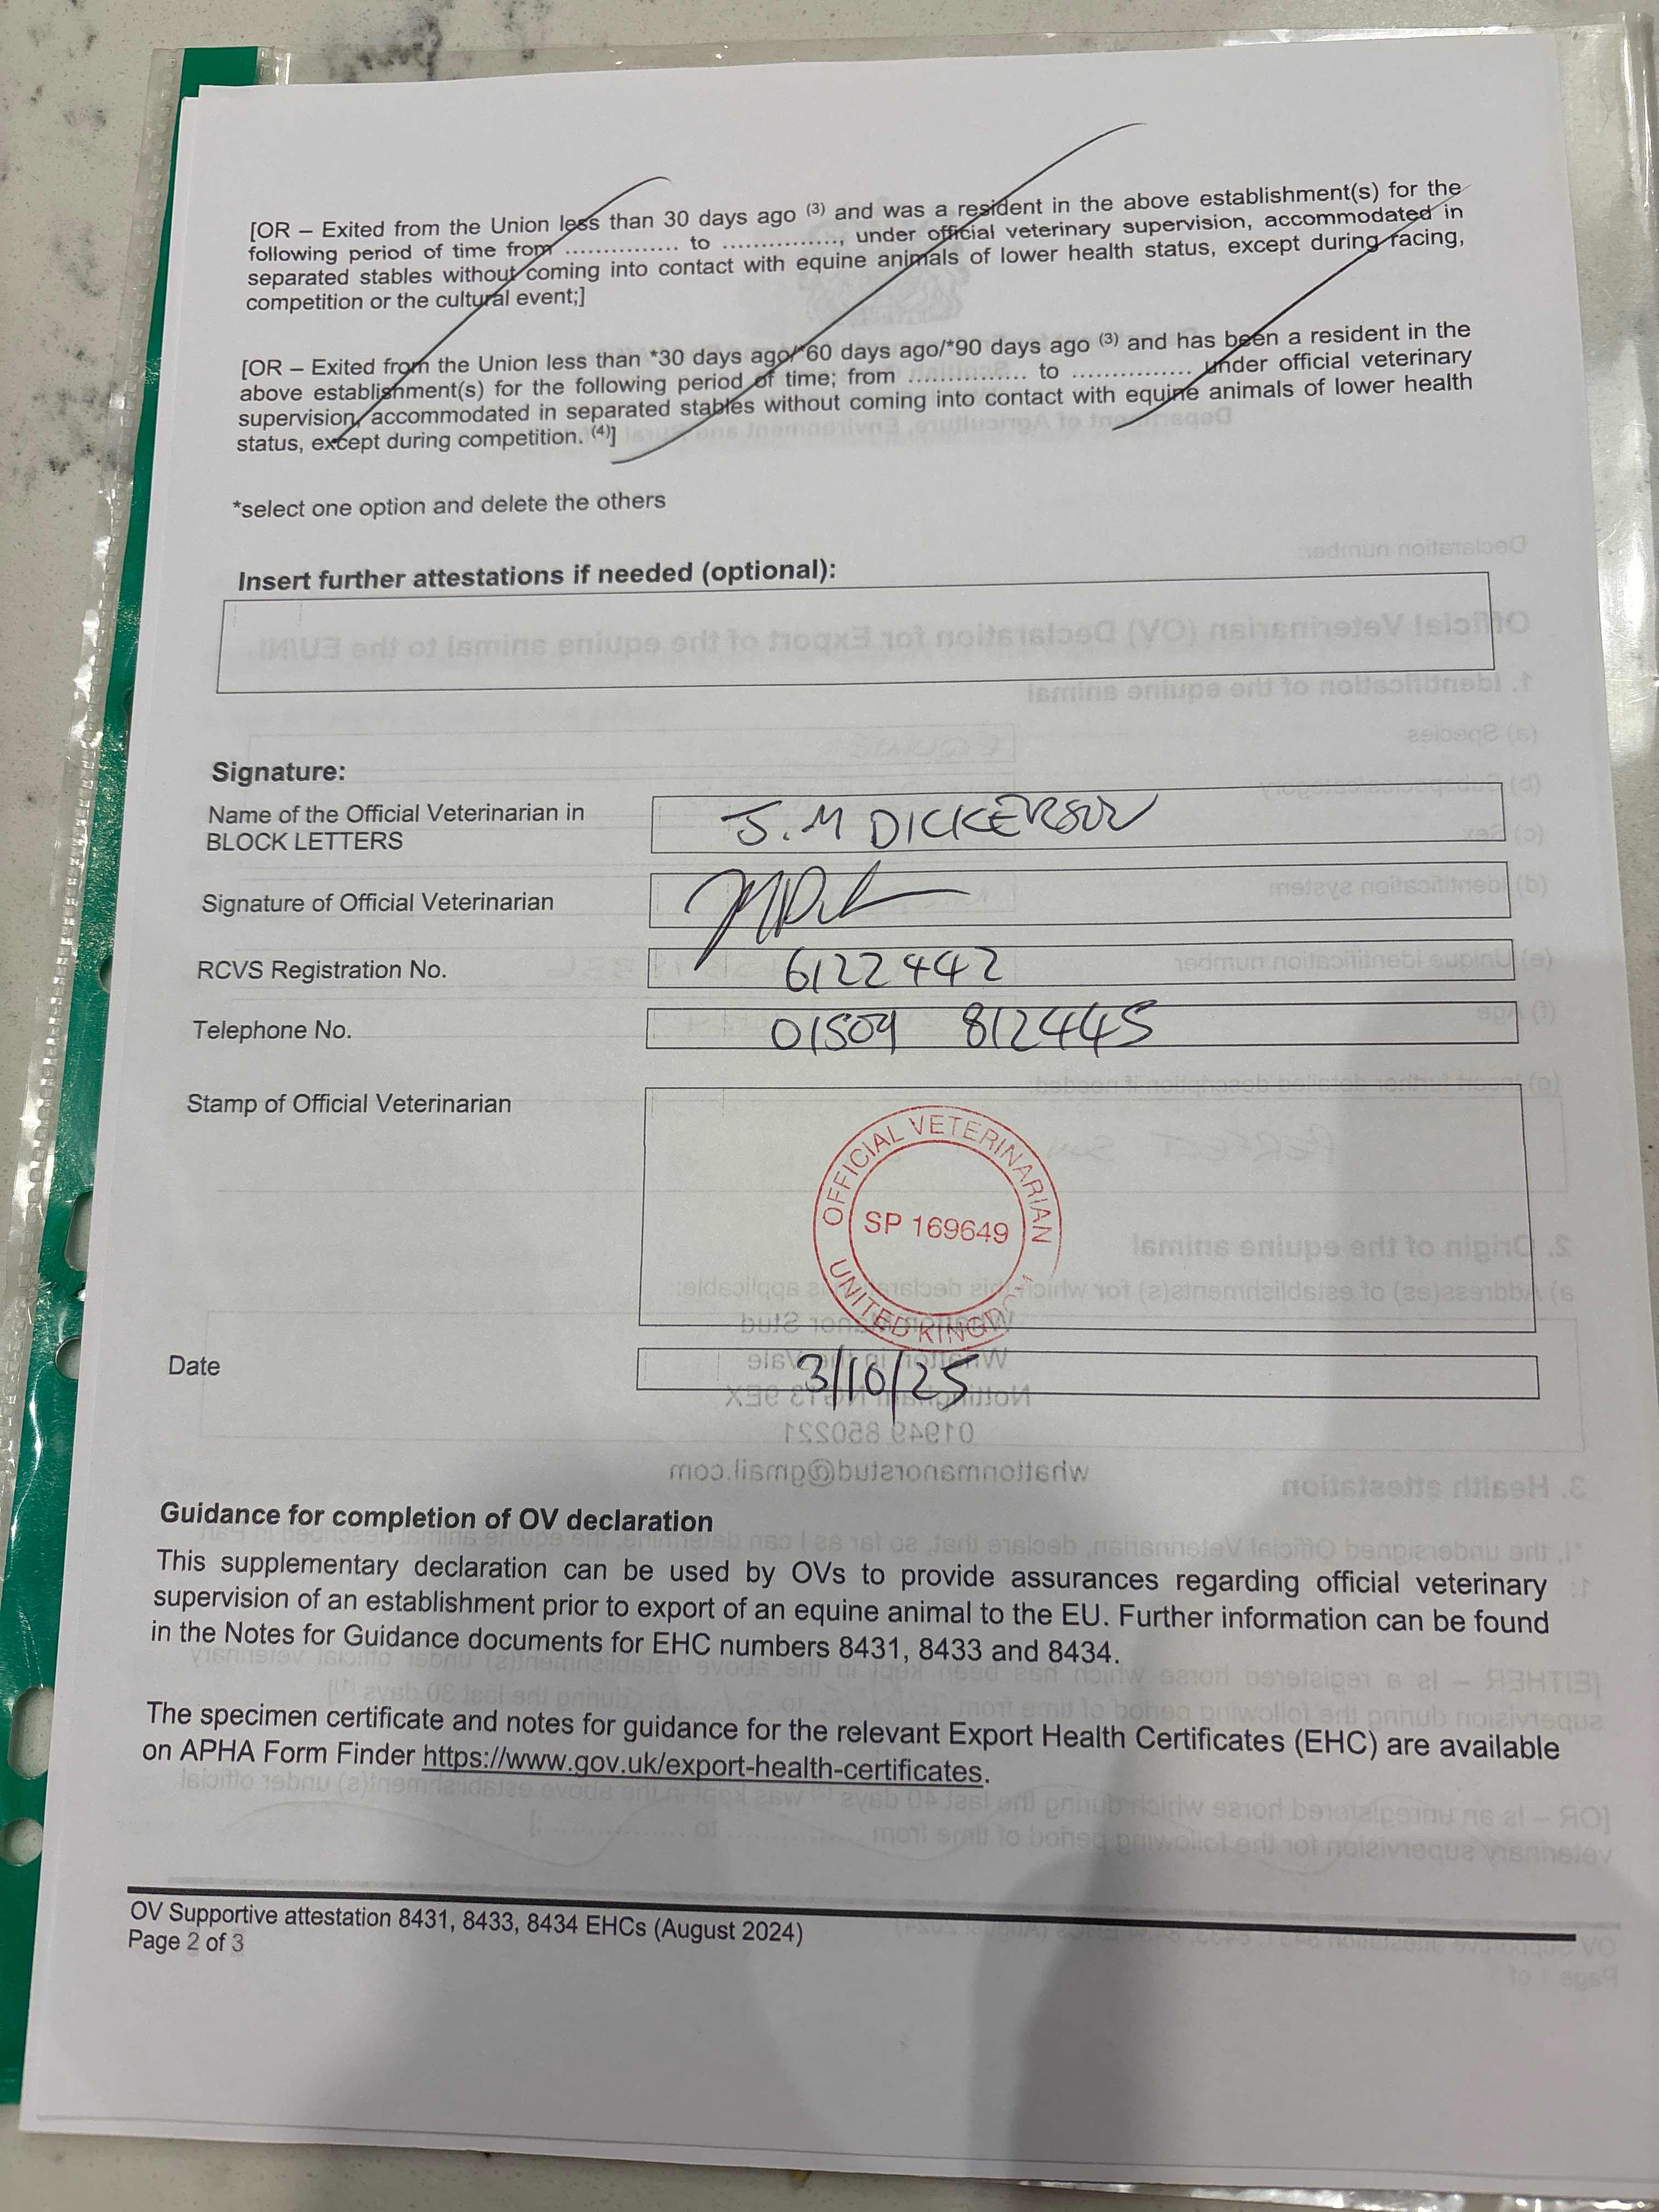 [OR – Exited from the Union less than 30 days ago (3) and was a resident in the above establishment(s) for the
following period of time from ................ to ................, under official veterinary supervision, accommodated in
separated stables without coming into contact with equine animals of lower health status, except during racing,
competition or the cultural event;]
[OR – Exited from the Union less than *30 days ago/*60 days ago/*90 days ago (3) and has been a resident in the
above establishment(s) for the following period of time; from ................ to ................ under official veterinary
supervision, accommodated in separated stables without coming into contact with equine animals of lower health
status, except during competition. (4)]
*select one option and delete the others
Insert further attestations if needed (optional):
Signature:
Name of the Official Veterinarian in
BLOCK LETTERS
J.M DICKERSON
Signature of Official Veterinarian
RCVS Registration No.
6122442
Telephone No.
01509 812445
Stamp of Official Veterinarian
OFFICIAL VETERINARIAN
SP 169649
UNITED KINGDOM
Date
3/10/25
Guidance for completion of OV declaration
This supplementary declaration can be used by OVs to provide assurances regarding official veterinary
supervision of an establishment prior to export of an equine animal to the EU. Further information can be found
in the Notes for Guidance documents for EHC numbers 8431, 8433 and 8434.
The specimen certificate and notes for guidance for the relevant Export Health Certificates (EHC) are available
on APHA Form Finder https://www.gov.uk/export-health-certificates.
OV Supportive attestation 8431, 8433, 8434 EHCs (August 2024)
Page 2 of 3